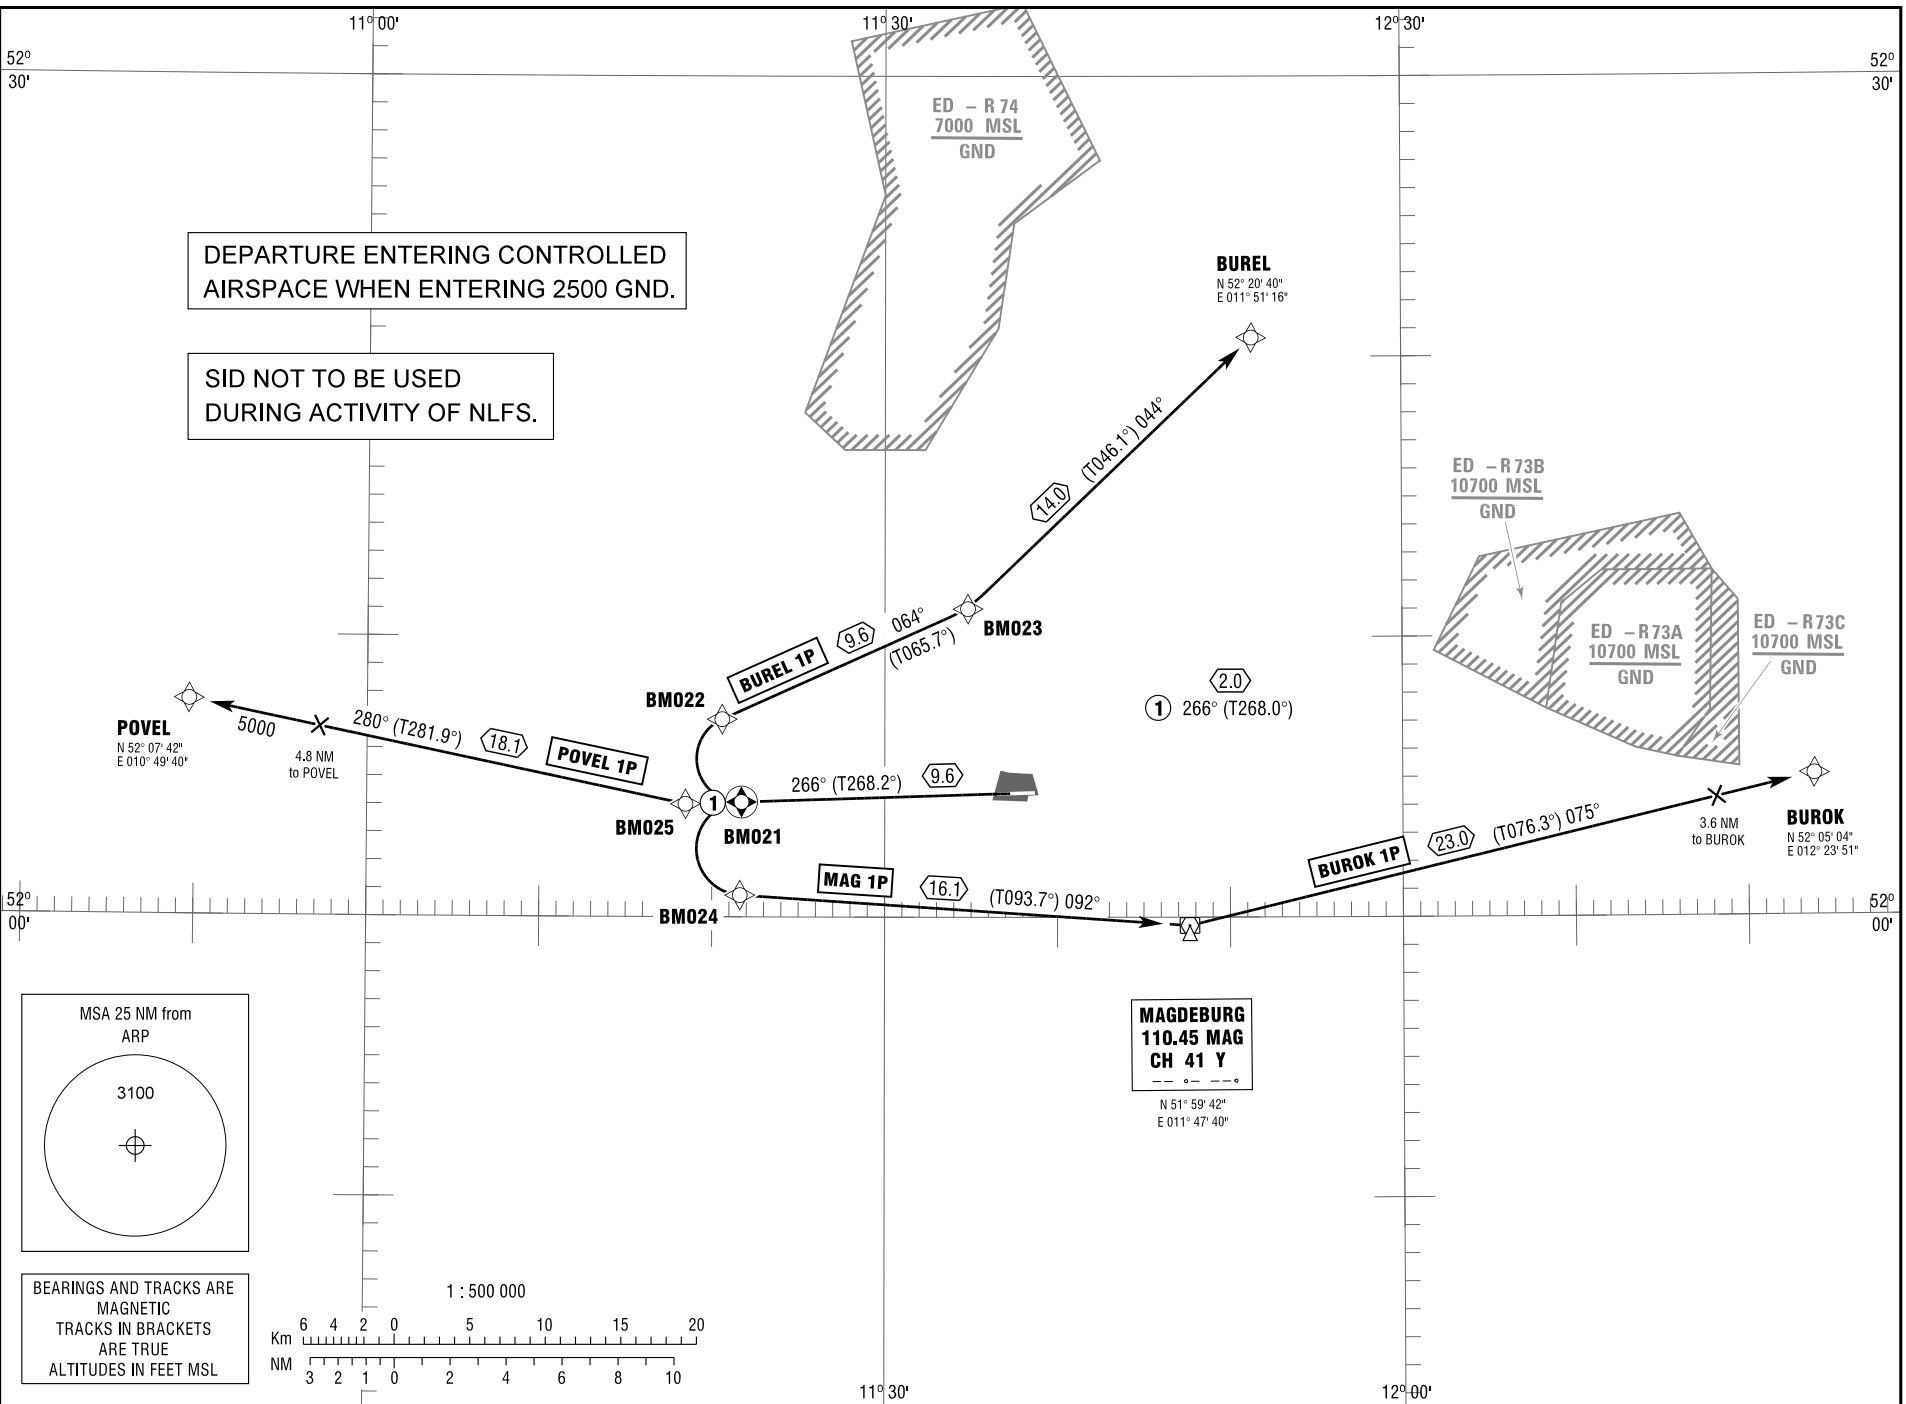 11° 00'
11° 30'
12° 30'
52°
30'
52°
30'
ED – R 74
7000 MSL
GND
DEPARTURE ENTERING CONTROLLED
AIRSPACE WHEN ENTERING 2500 GND.
SID NOT TO BE USED
DURING ACTIVITY OF NLFS.
BUREL
N 52° 20' 40"
E 011° 51' 16"
14.0
(T046.1°) 044°
ED – R 73B
10700 MSL
GND
ED – R 73A
10700 MSL
GND
ED – R 73C
10700 MSL
GND
BM023
BUREL 1P
9.6
064°
(T065.7°)
BM022
2.0
1 266° (T268.0°)
POVEL
N 52° 07' 42"
E 010° 49' 40"
5000
4.8 NM
to POVEL
280° (T281.9°)
18.1
POVEL 1P
266° (T268.2°)
9.6
1
BM025
BM021
BUROK
N 52° 05' 04"
E 012° 23' 51"
3.6 NM
to BUROK
BUROK 1P
23.0
(T076.3°) 075°
MAG 1P
16.1
(T093.7°) 092°
BM024
52°
00'
52°
00'
MAGDEBURG
110.45 MAG
CH 41 Y
N 51° 59' 42"
E 011° 47' 40"
MSA 25 NM from
ARP
3100
BEARINGS AND TRACKS ARE
MAGNETIC
TRACKS IN BRACKETS
ARE TRUE
ALTITUDES IN FEET MSL
1 : 500 000
Km 6 4 2 0 5 10 15 20
NM 3 2 1 0 2 4 6 8 10
11° 30'
12° 00'